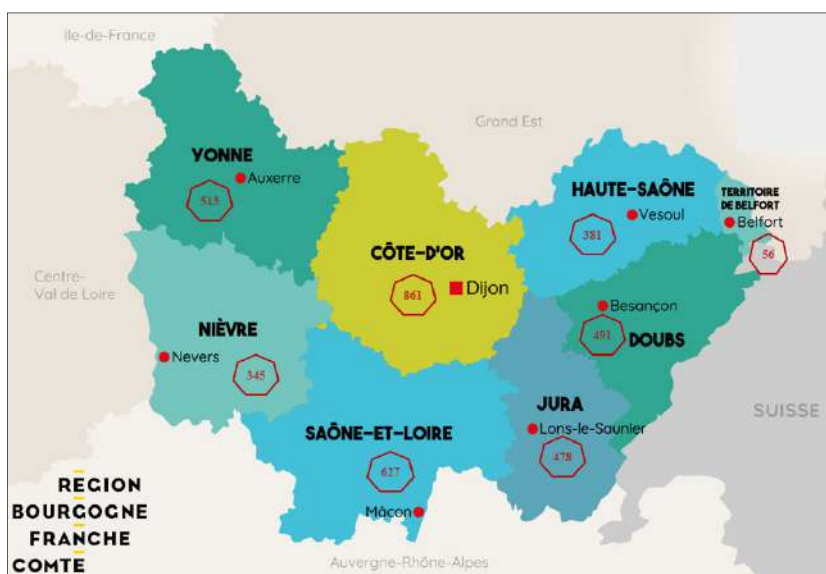 Ile-de-France
Grand Est
YONNE
Auxerre
513
HAUTE-SAÔNE
Vesoul
381
TERRITOIRE
DE BELFORT
Belfort
56
Centre-
Val de Loire
CÔTE-D'OR
861
Dijon
Besançon
491
DOUBS
NIÈVRE
Nevers
345
SAÔNE-ET-LOIRE
627
Mâcon
JURA
Lons-le-Saunier
478
SUISSE
REGION
BOURGOGNE
FRANCHE
COMTE
Auvergne-Rhône-Alpes